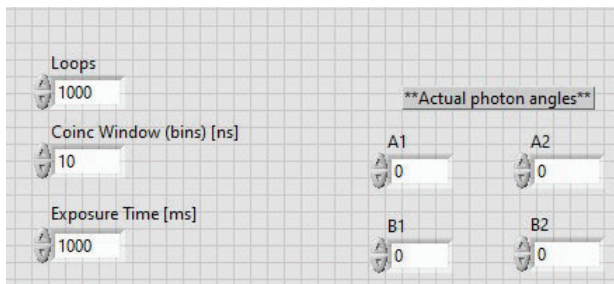 Loops
1000
Coinc Window (bins) [ns]
10
Exposure Time [ms]
1000
**Actual photon angles**
A1 A2
0 0
B1 B2
0 0